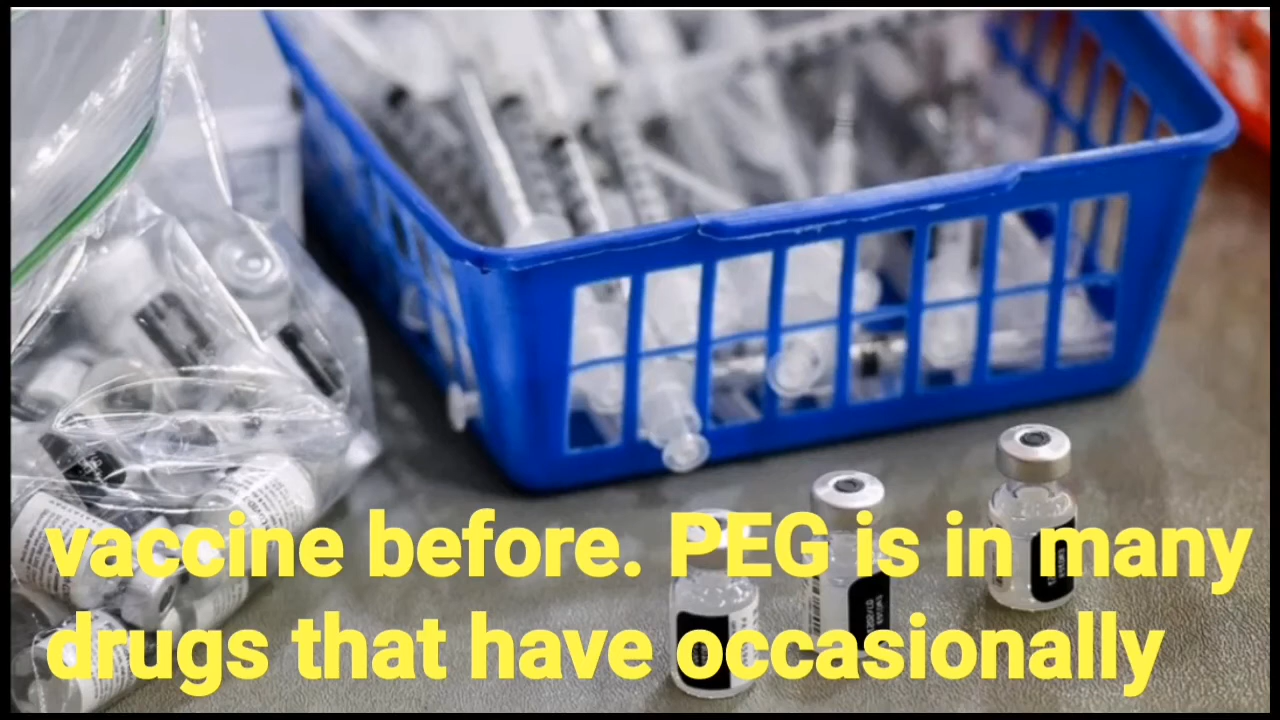 vaccine before. PEG is in many
drugs that have occasionally